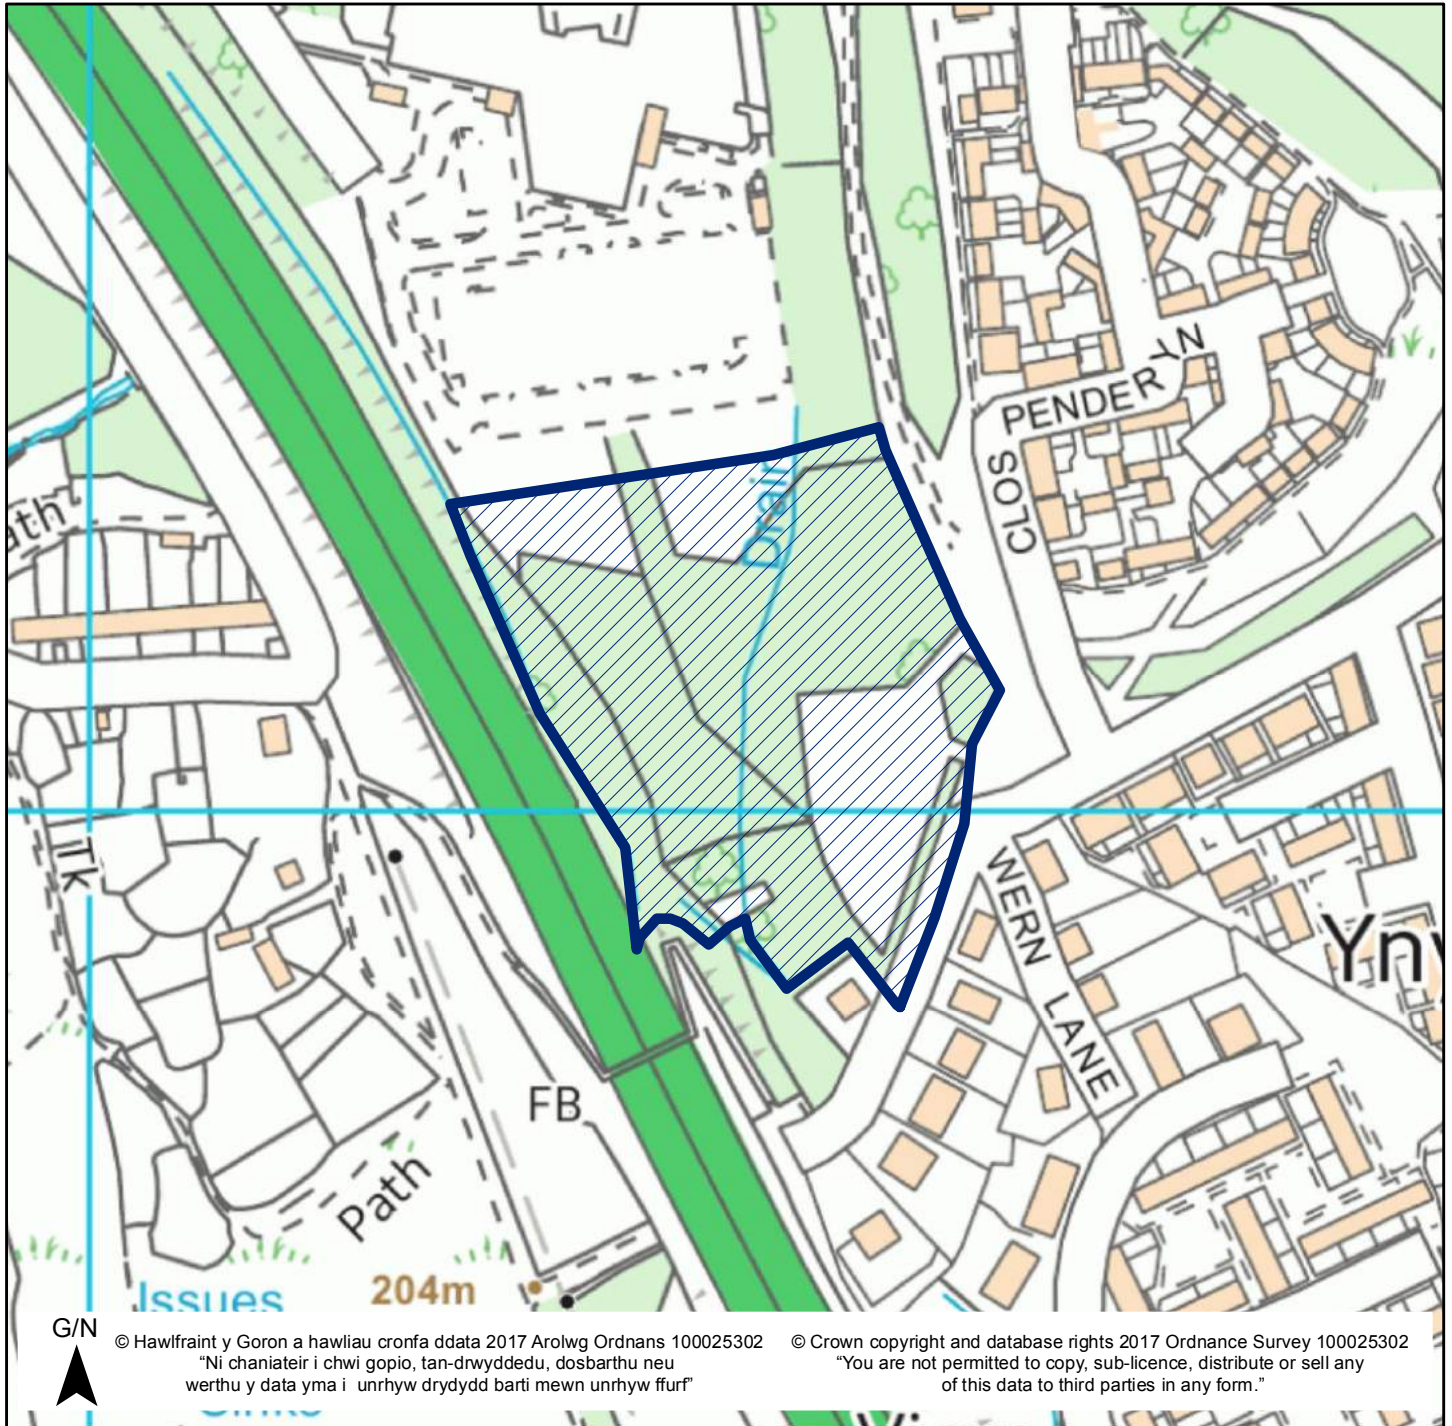 Drain
PENDERYN
CLOS
Tk
WERN LANE
FB
Path
Issues
204m
G/N
© Hawlfraint y Goron a hawliau cronfa ddata 2017 Arolwg Ordnans 100025302
“Ni chaniateir i chwi gopio, tan-drwyddedu, dosbarthu neu
werthu y data yma i unrhyw drydydd barti mewn unrhyw ffurf”
© Crown copyright and database rights 2017 Ordnance Survey 100025302
“You are not permitted to copy, sub-licence, distribute or sell any
of this data to third parties in any form.”